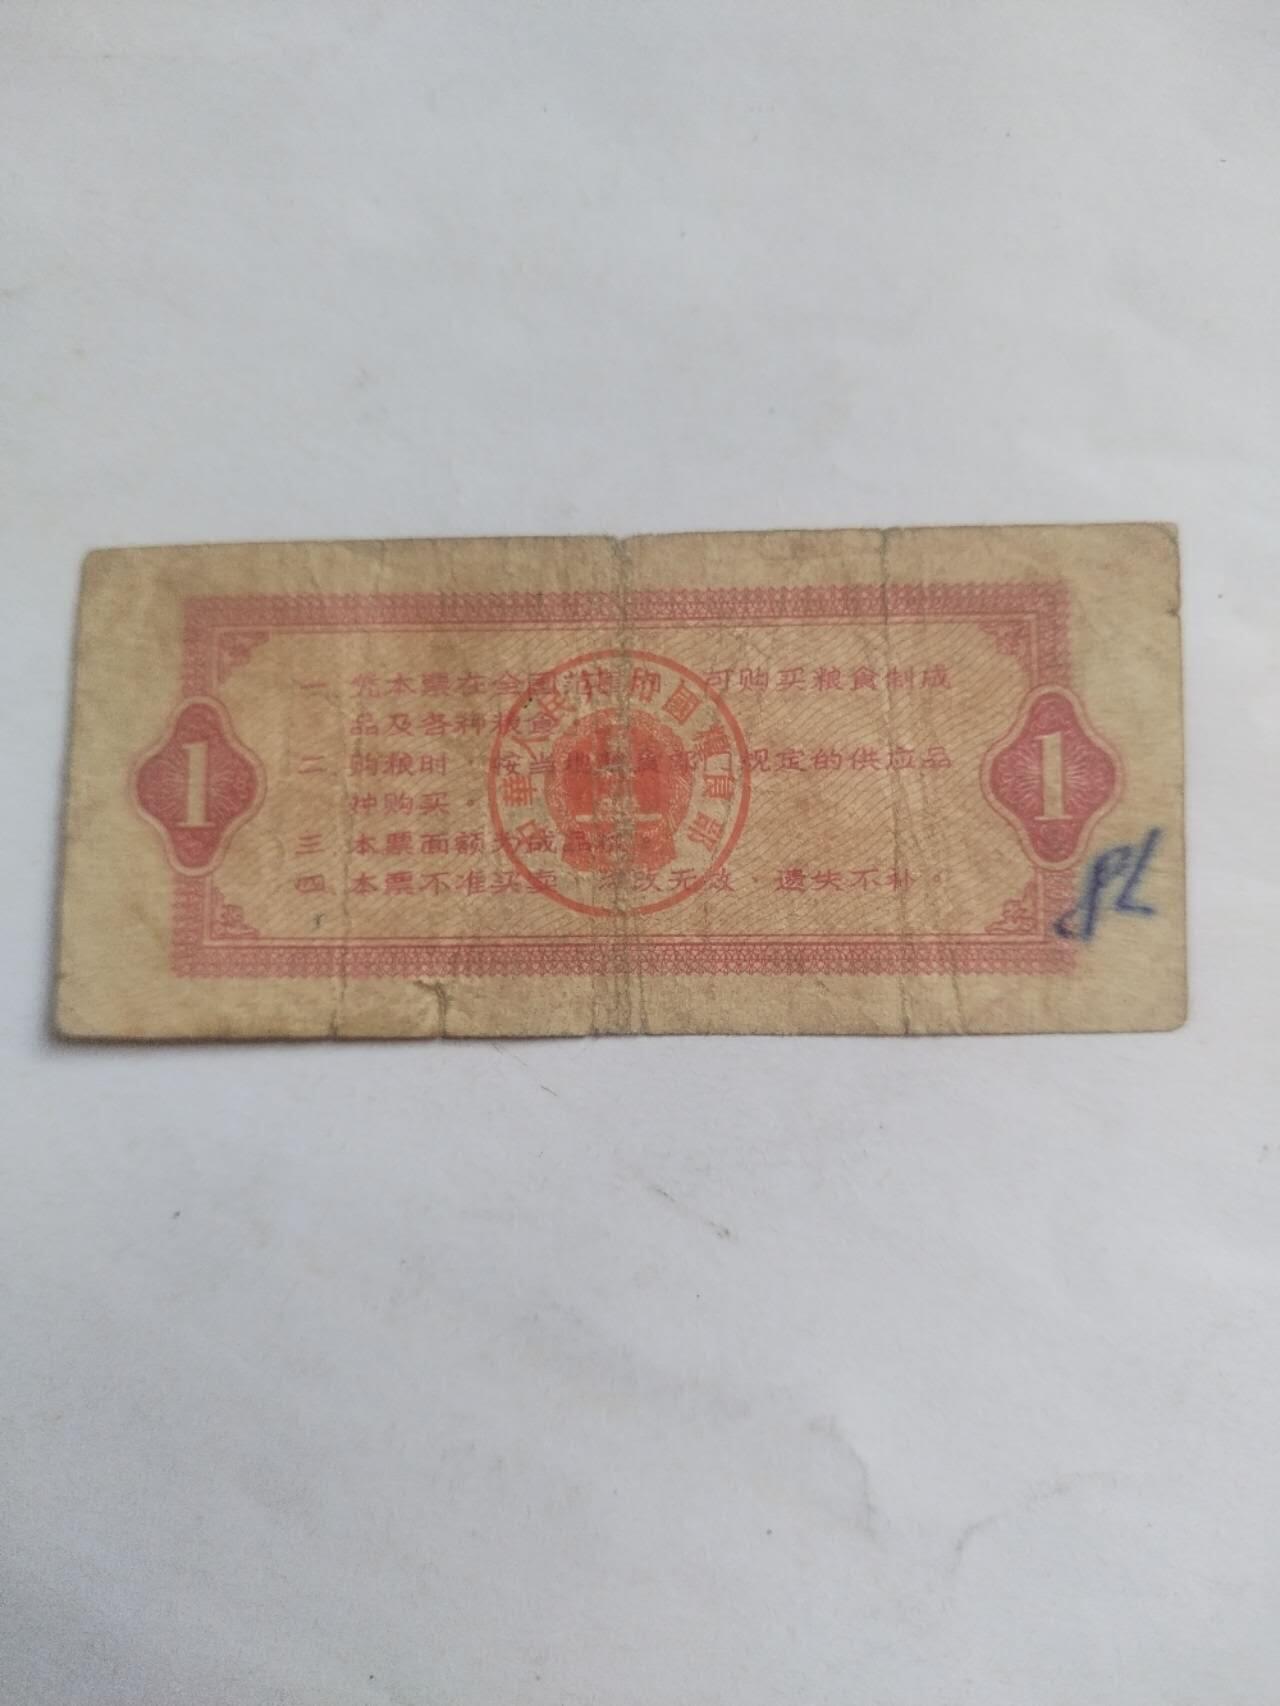 一 凭本票在全国范围内 可购买粮食制成
品及各种粮食。
二 购粮时，按当地粮食部门规定的供应品
种购买。
三 本票面额为成品粮。
四 本票不准买卖，涂改无效，遗失不补。
中華人民共和國糧食部
1
1